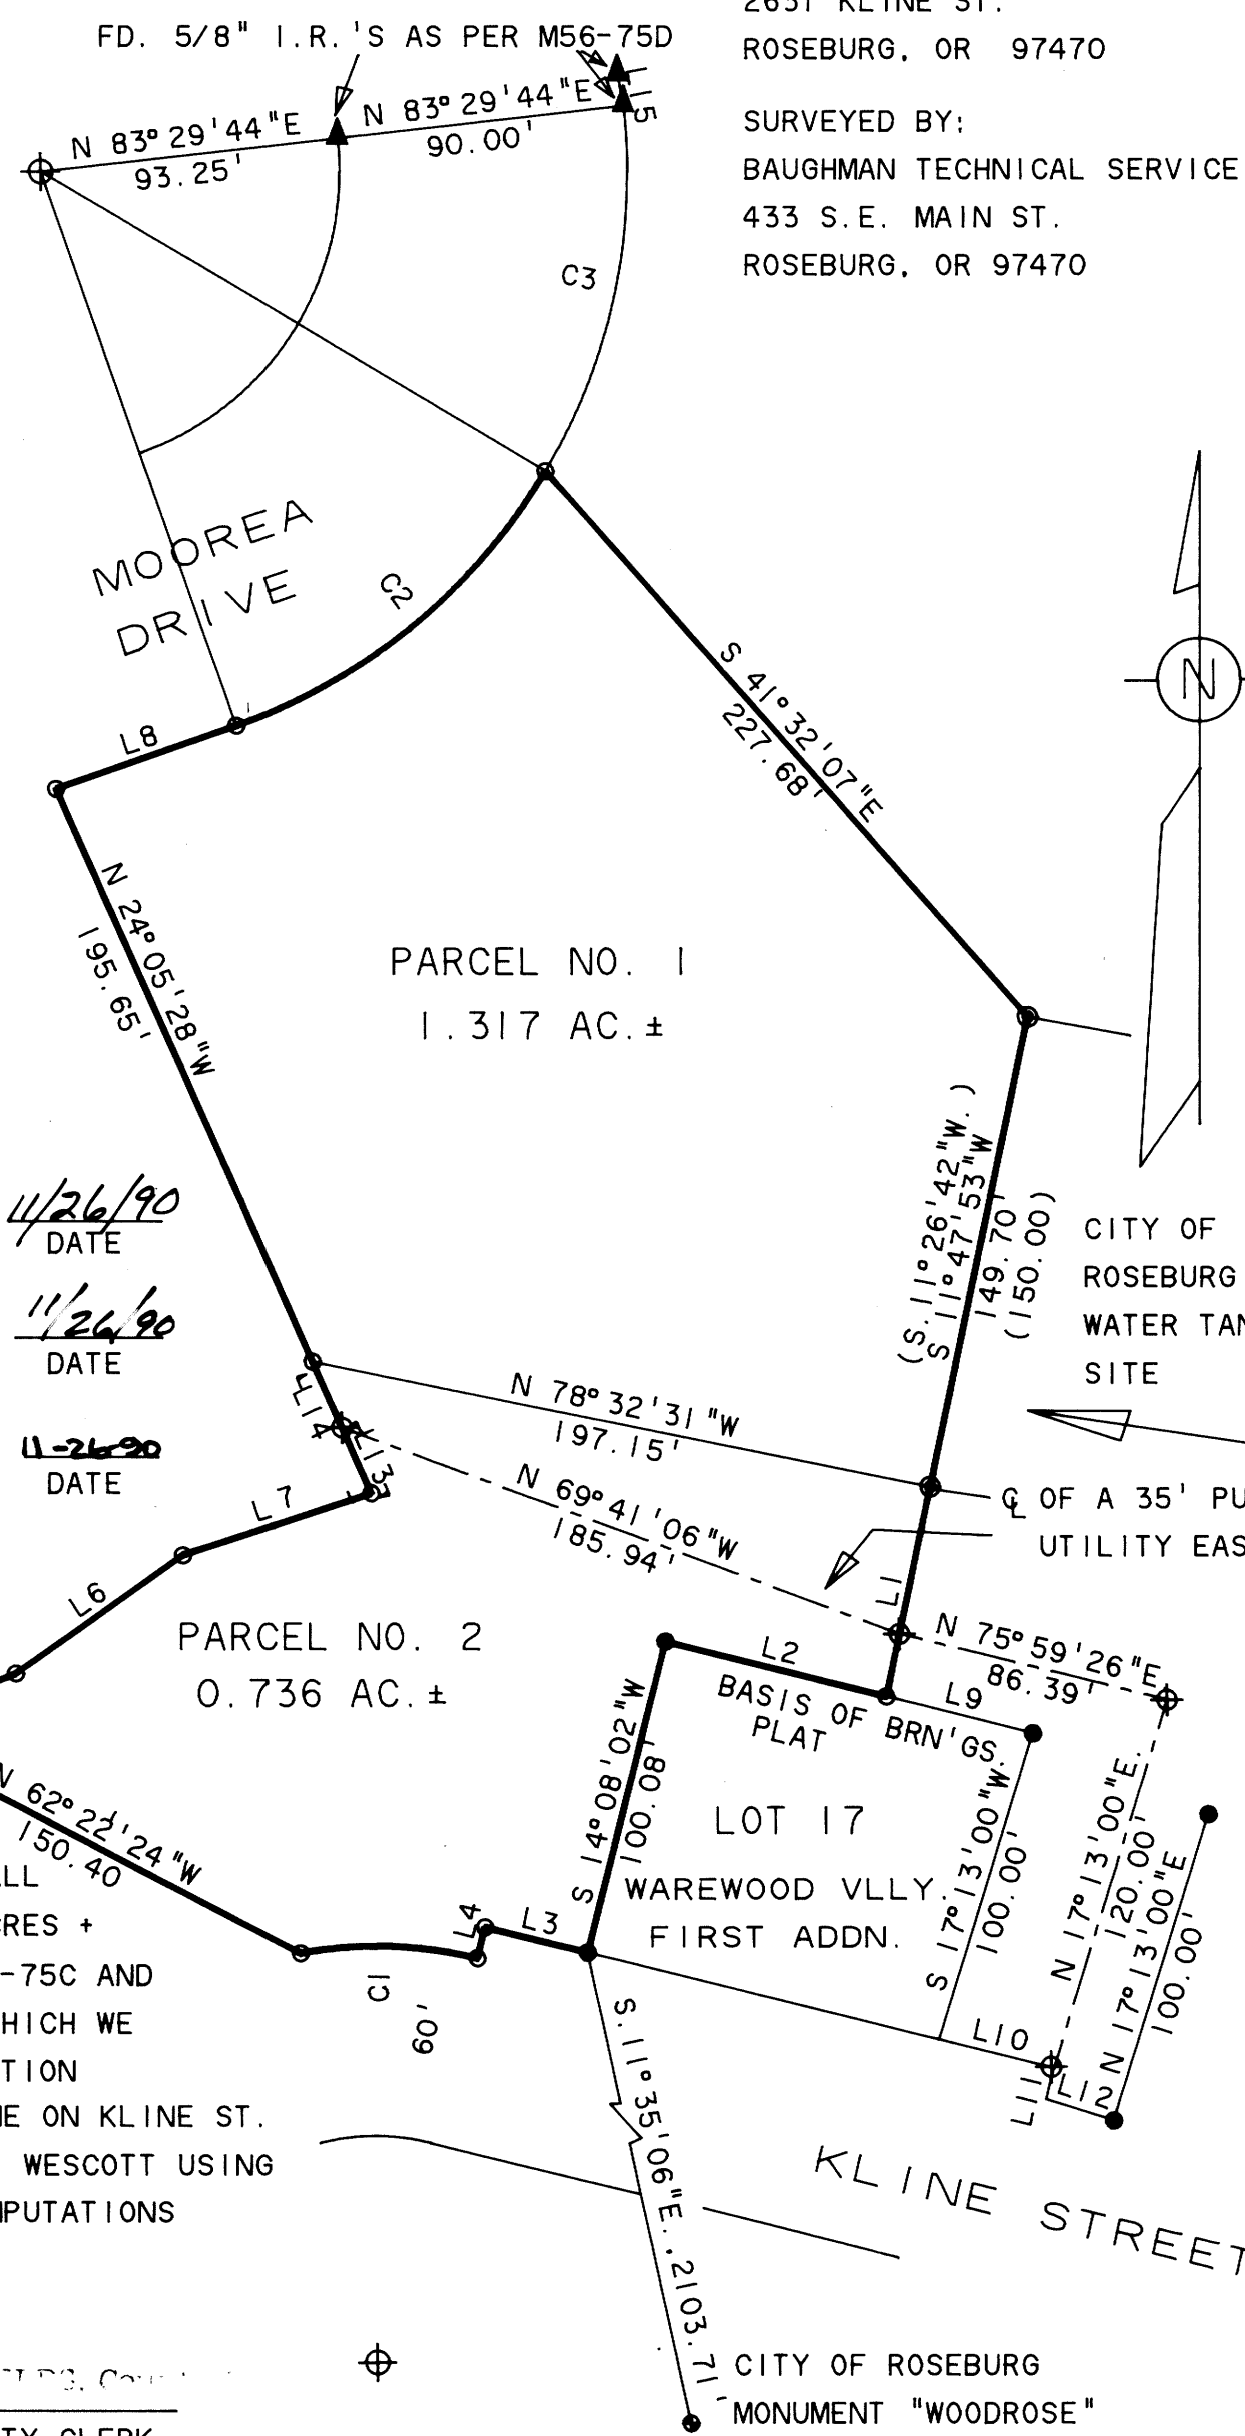 2631 KLINE ST.
FD. 5/8" I.R.'S AS PER M56-75D
ROSEBURG, OR 97470
N 83°29'44"E
93.25'
N 83°29'44"E
90.00'
L15
SURVEYED BY:
BAUGHMAN TECHNICAL SERVICE
433 S.E. MAIN ST.
ROSEBURG, OR 97470
C3
MOOREA
DRIVE
C2
N
S 41°32'07"E
227.68'
L8
N 24°05'28"W
195.65'
PARCEL NO. 1
1.317 AC.±
(S. 11°26'42"W.)
S 11°47'53"W
149.70'
(150.00)
11/26/90
DATE
11/26/90
DATE
11-26-90
DATE
CITY OF
ROSEBURG
WATER TAN
SITE
L14
L13
N 78°32'31"W
197.15'
N 69°41'06"W
185.94'
℄ OF A 35' PU
UTILITY EAS
L7
L6
L1
PARCEL NO. 2
0.736 AC.±
L2
BASIS OF BRN'GS.
PLAT
L9
N 75°59'26"E
86.39'
S 14°08'02"W
100.08'
LOT 17
WAREWOOD VLLY.
FIRST ADDN.
S 17°13'00"W.
100.00'
N 17°13'00"E.
120.00'
N 17°13'00"E
100.00'
N 62°22'24"W
150.40
L4
L3
C1
60'
L10
L11
L12
ALL
CRES +
-75C AND
WHICH WE
TION
NE ON KLINE ST.
WESCOTT USING
MPUTATIONS
S.11°35'06"E.,2103.71'
KLINE STREET
CITY OF ROSEBURG
MONUMENT "WOODROSE"
TY CLERK